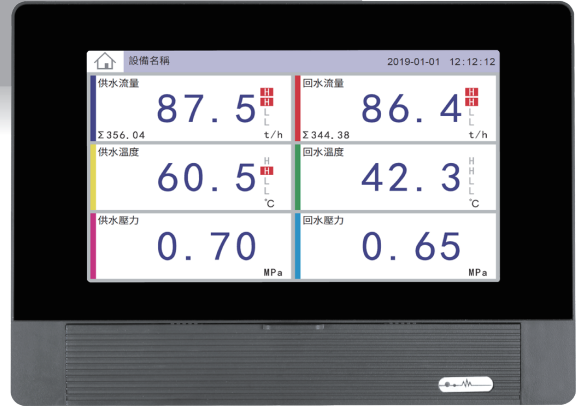 設備名稱 2019-01-01 12:12:12
供水流量 回水流量
87.5 H H L L 86.4 H H L L
Σ356.04 t/h Σ344.38 t/h
供水溫度 回水溫度
60.5 H H L L 42.3 H H L L
℃ ℃
供水壓力 回水壓力
0.70 0.65
MPa MPa